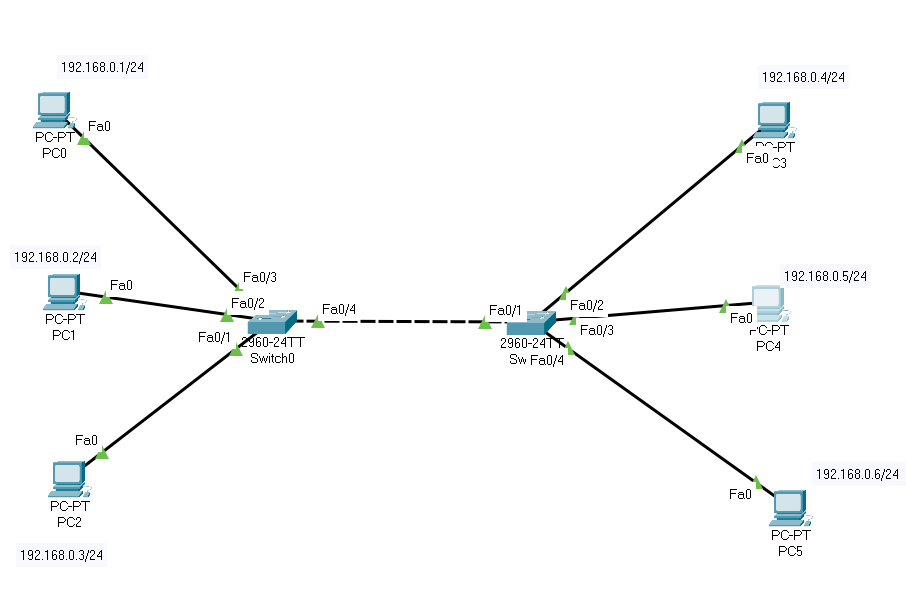 192.168.0.1/24
Fa0
PC-PT
PC0
192.168.0.4/24
Fa0
PC-PT
C3
192.168.0.2/24
Fa0
PC-PT
PC1
Fa0/3
Fa0/2
Fa0/1
Fa0/4
2960-24TT
Switch0
Fa0/1
Fa0/2
Fa0/3
2960-24TT
Sw
Fa0/4
192.168.0.5/24
Fa0
C-PT
PC4
Fa0
PC-PT
PC2
192.168.0.3/24
192.168.0.6/24
Fa0
PC-PT
PC5